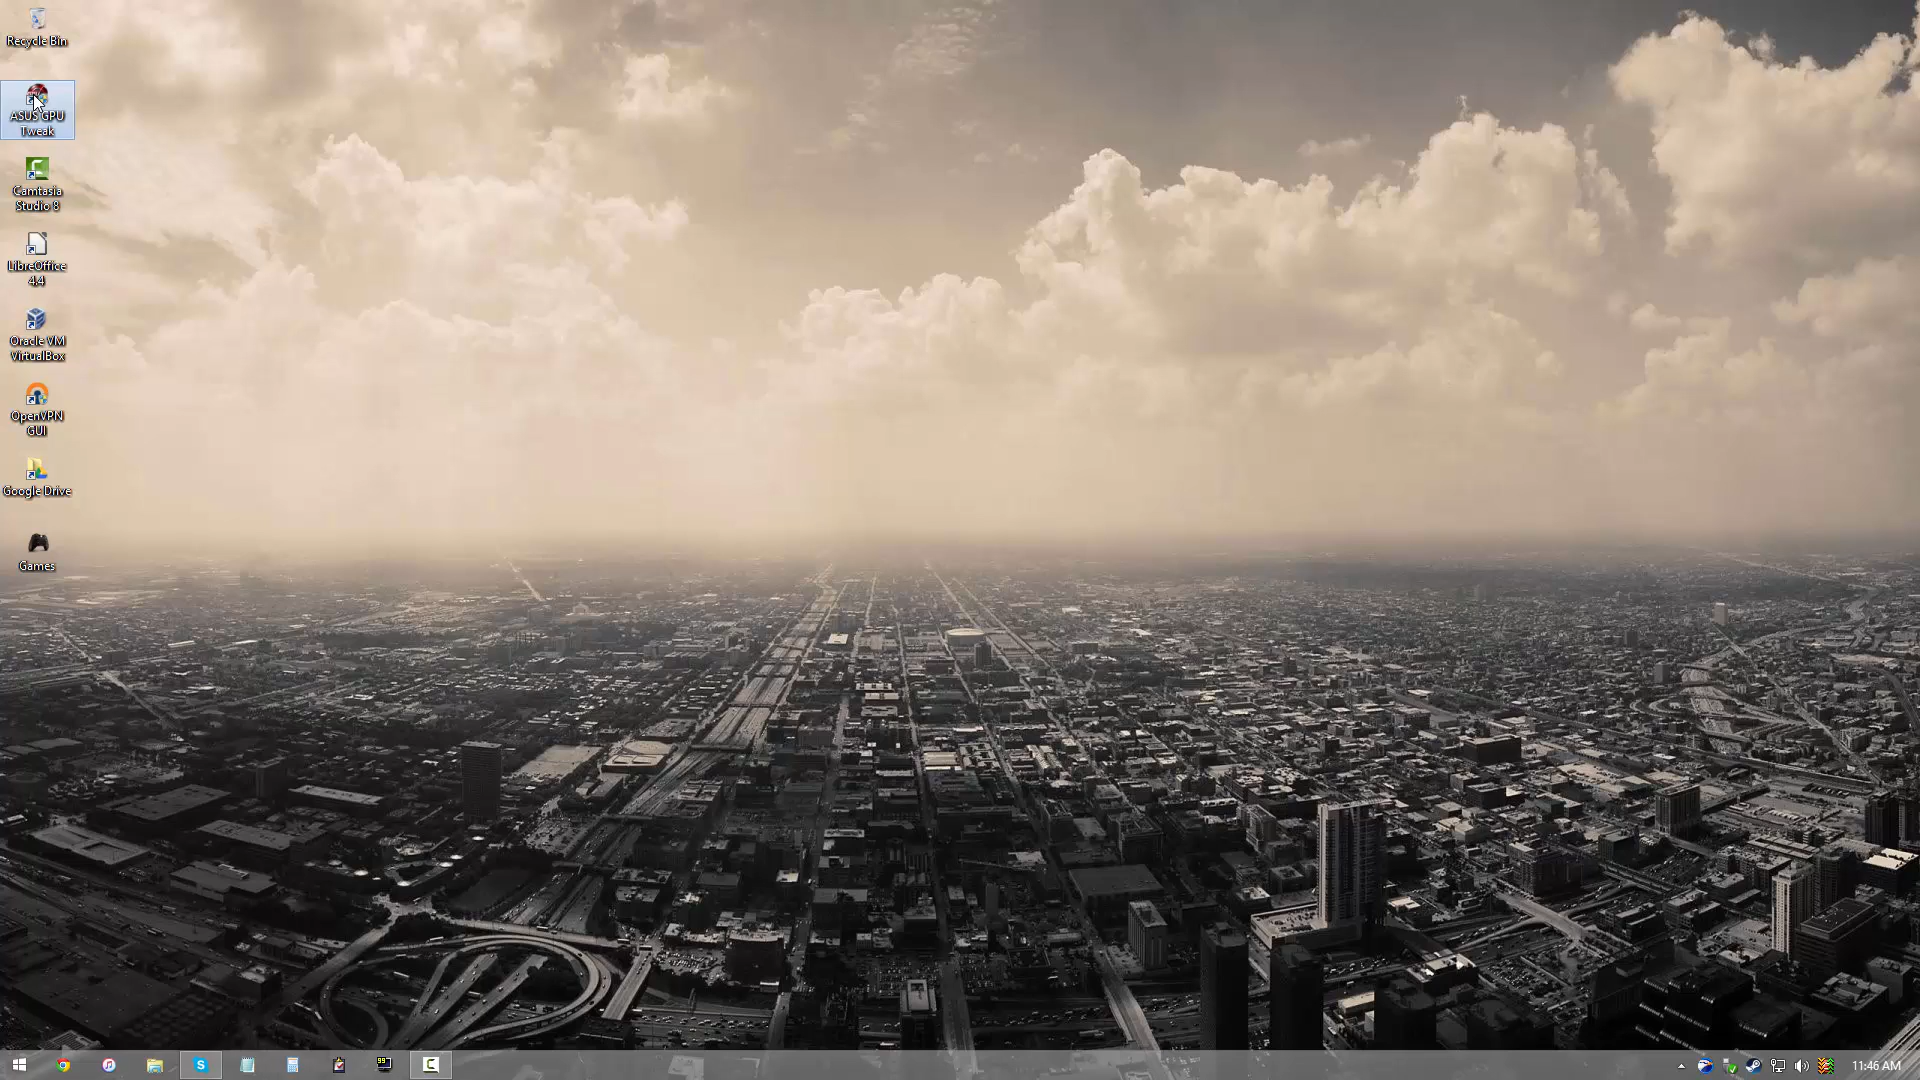 Recycle Bin
ASUS GPU
Tweak
Camtasia
Studio 8
LibreOffice
4.4
Oracle VM
VirtualBox
OpenVPN
GUI
Google Drive
Games
99
11:46 AM